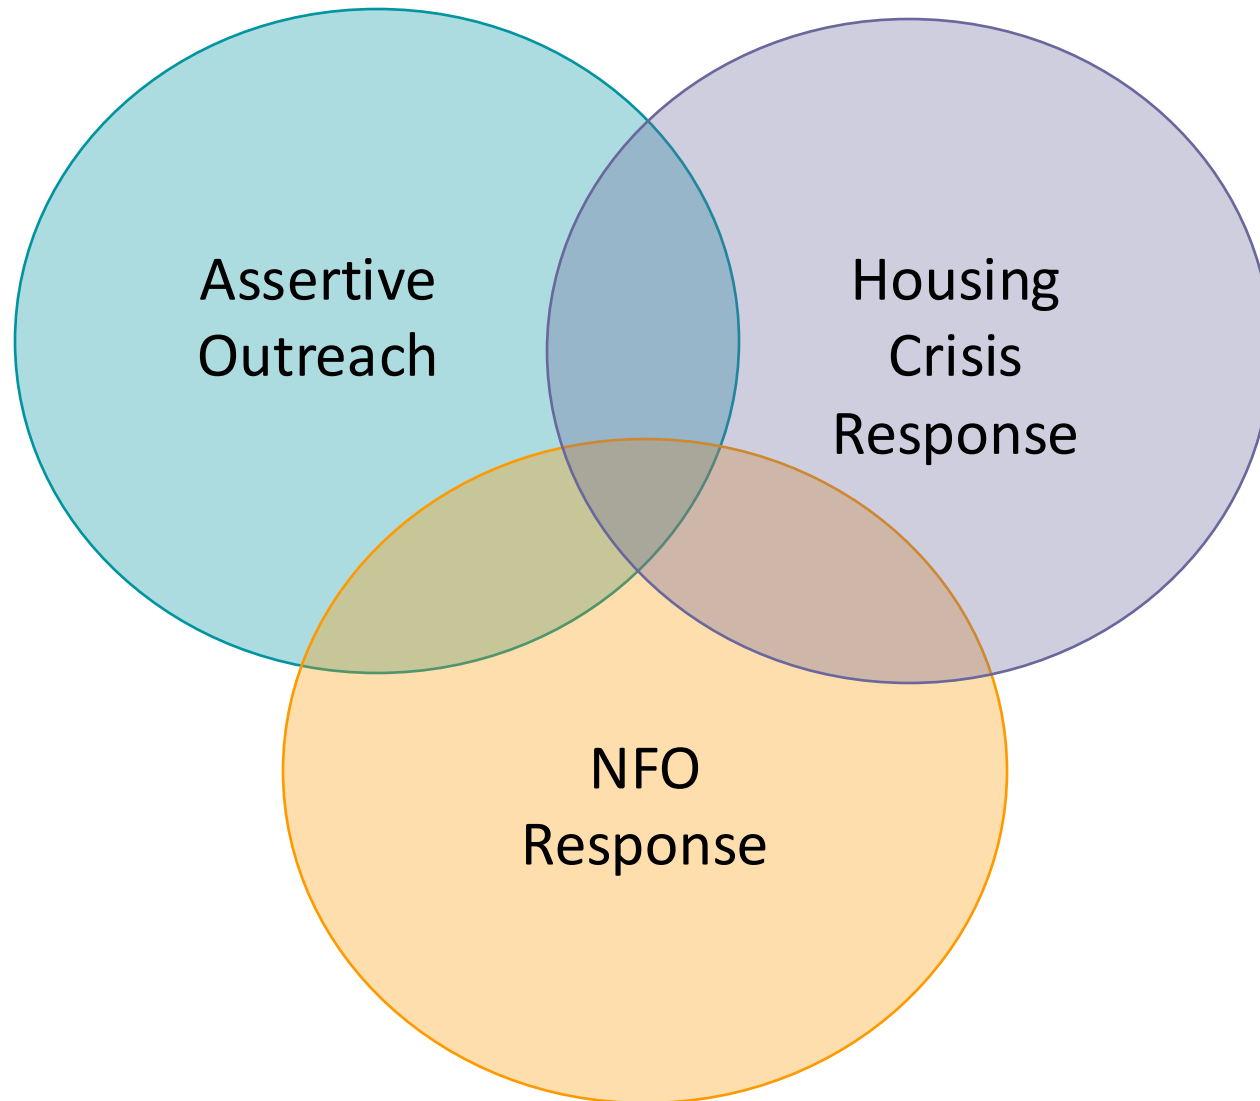 Assertive
Outreach
Housing
Crisis
Response
NFO
Response